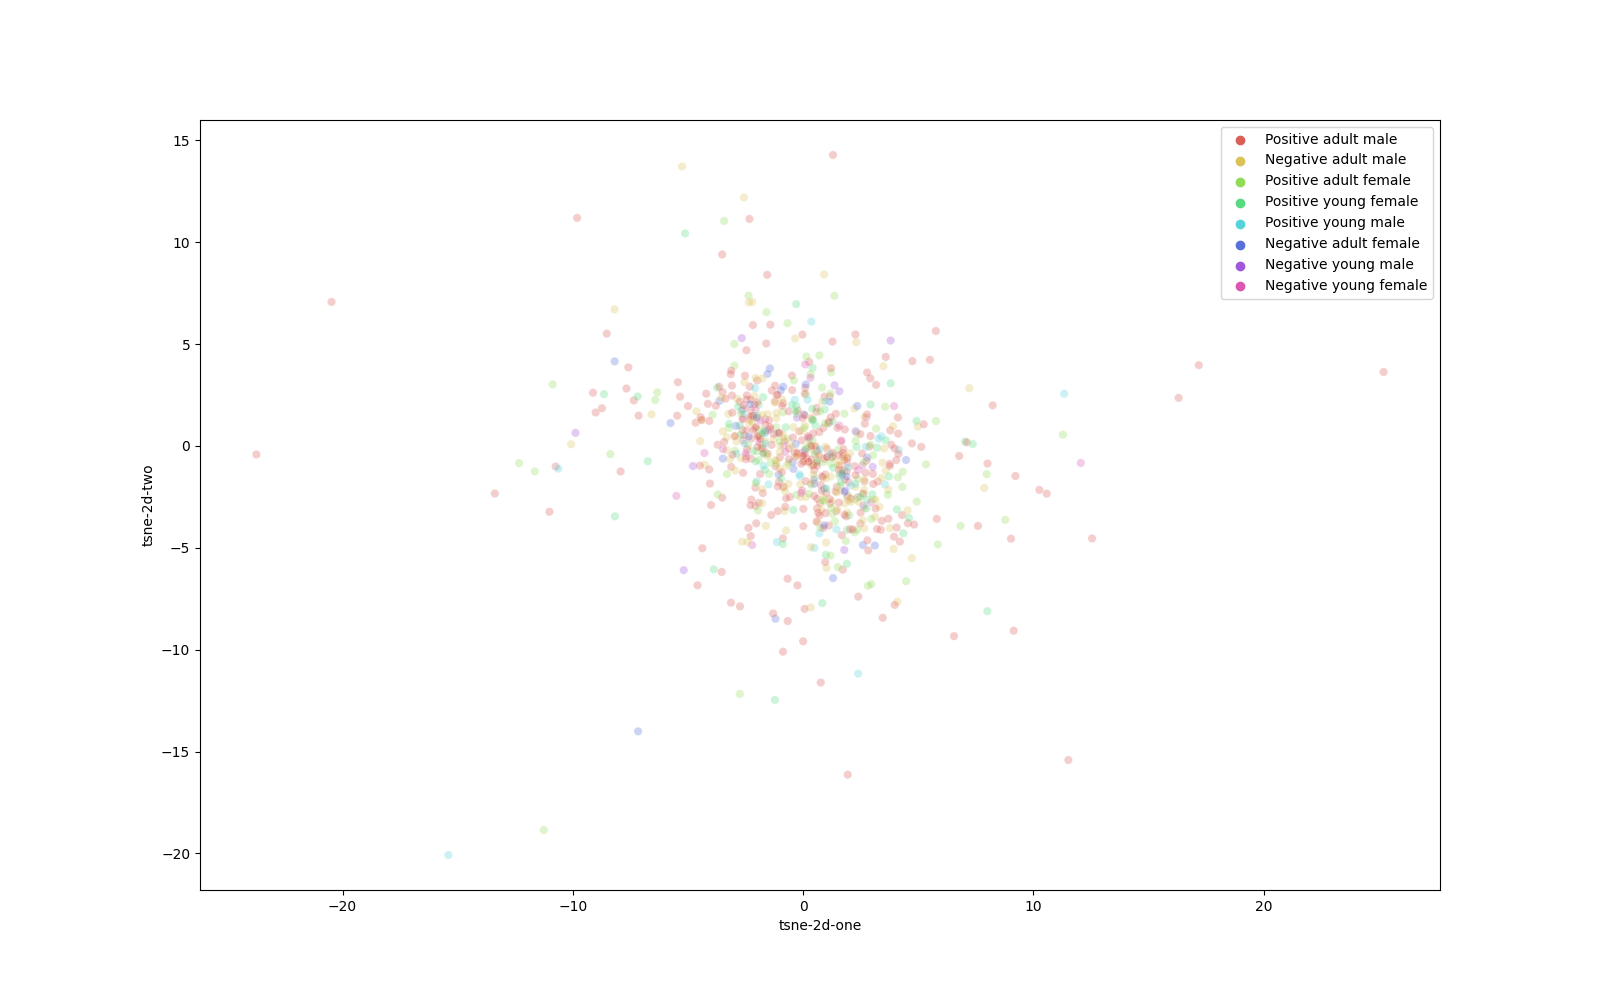 Positive adult male
Negative adult male
Positive adult female
Positive young female
Positive young male
Negative adult female
Negative young male
Negative young female
15
10
5
0
−5
−10
−15
−20
tsne-2d-two
−20
−10
0
10
20
tsne-2d-one